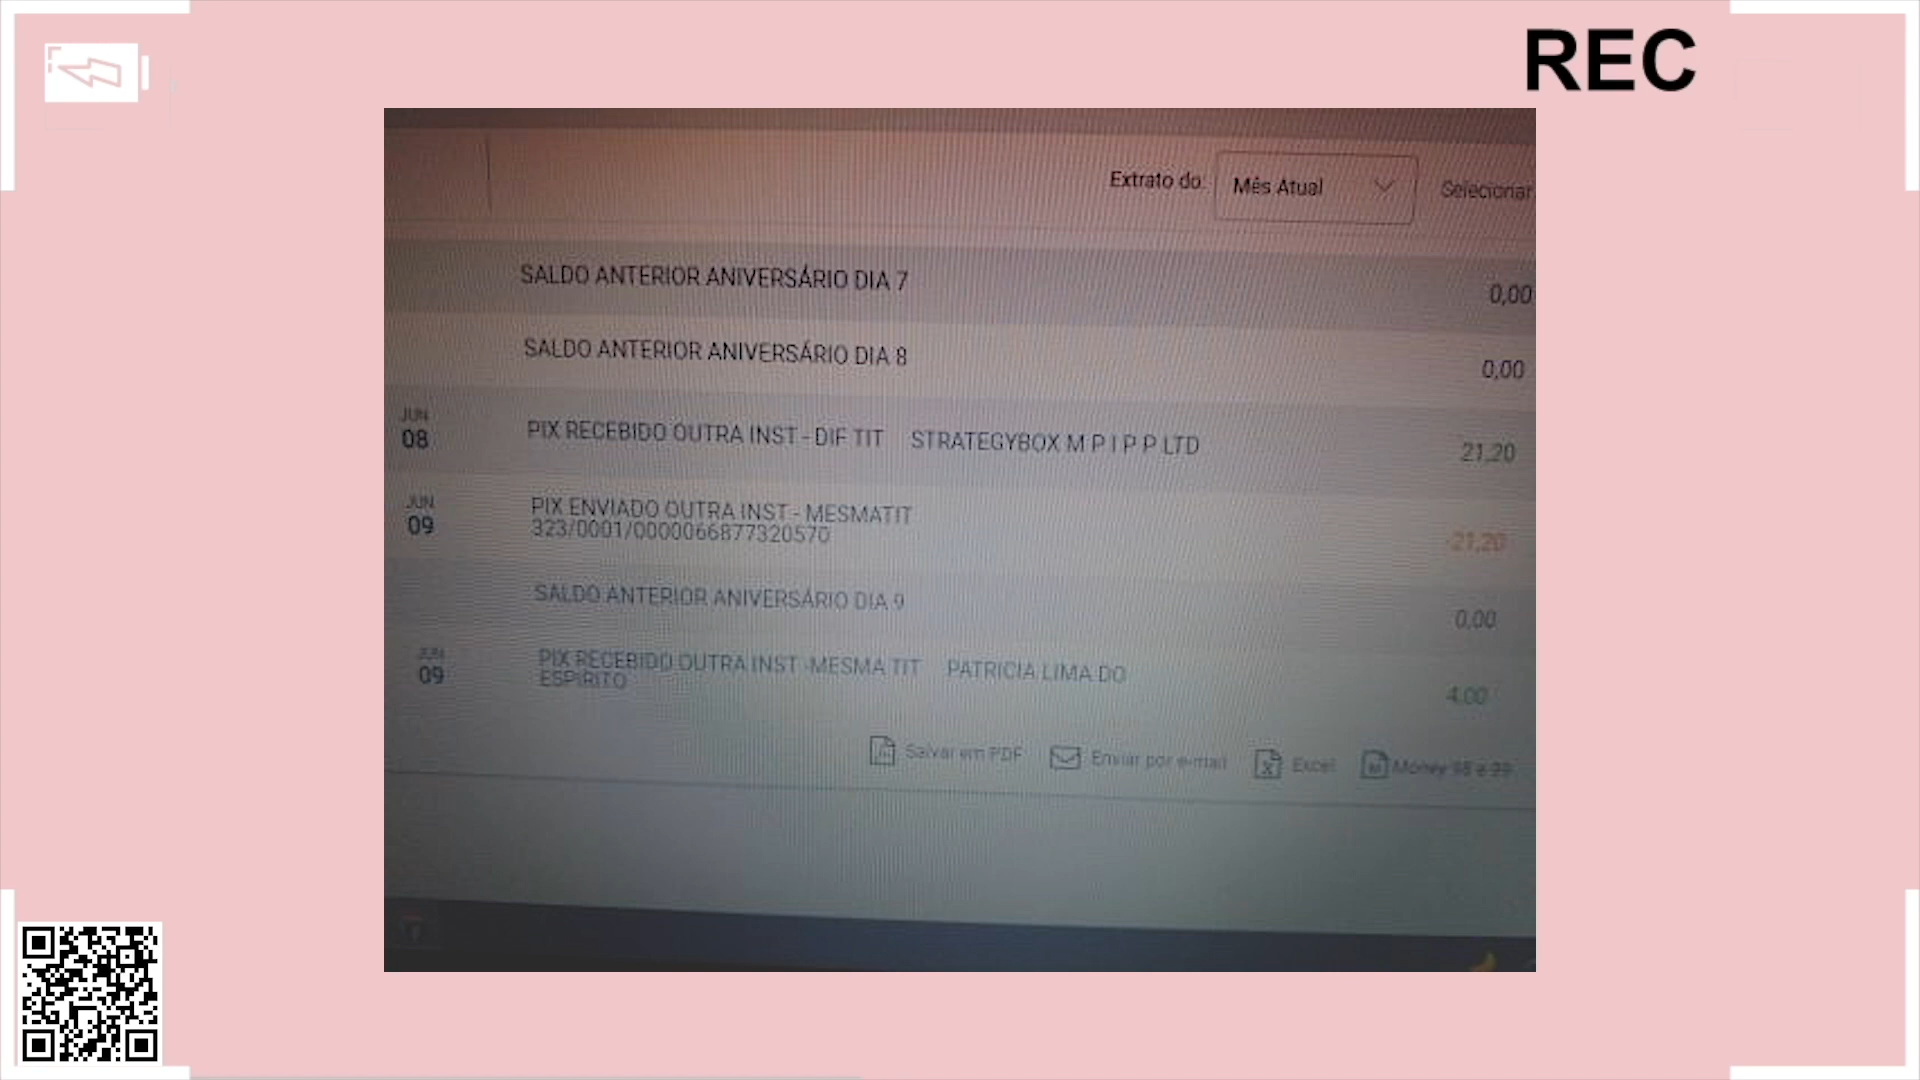 REC
Extrato do: Mês Atual Selecionar
SALDO ANTERIOR ANIVERSÁRIO DIA 7 0,00
SALDO ANTERIOR ANIVERSÁRIO DIA 8 0,00
JUN
08 PIX RECEBIDO OUTRA INST - DIF TIT STRATEGYBOX M P I P P LTD 21,20
JUN
09 PIX ENVIADO OUTRA INST - MESMATIT
323/0001/0000066877320570 -21,20
SALDO ANTERIOR ANIVERSÁRIO DIA 9 0,00
JUN
09 PIX RECEBIDO OUTRA INST -MESMA TIT PATRICIA LIMA DO
ESPIRITO 4,00
Salvar em PDF Enviar por e-mail Excel Money 98 e 99